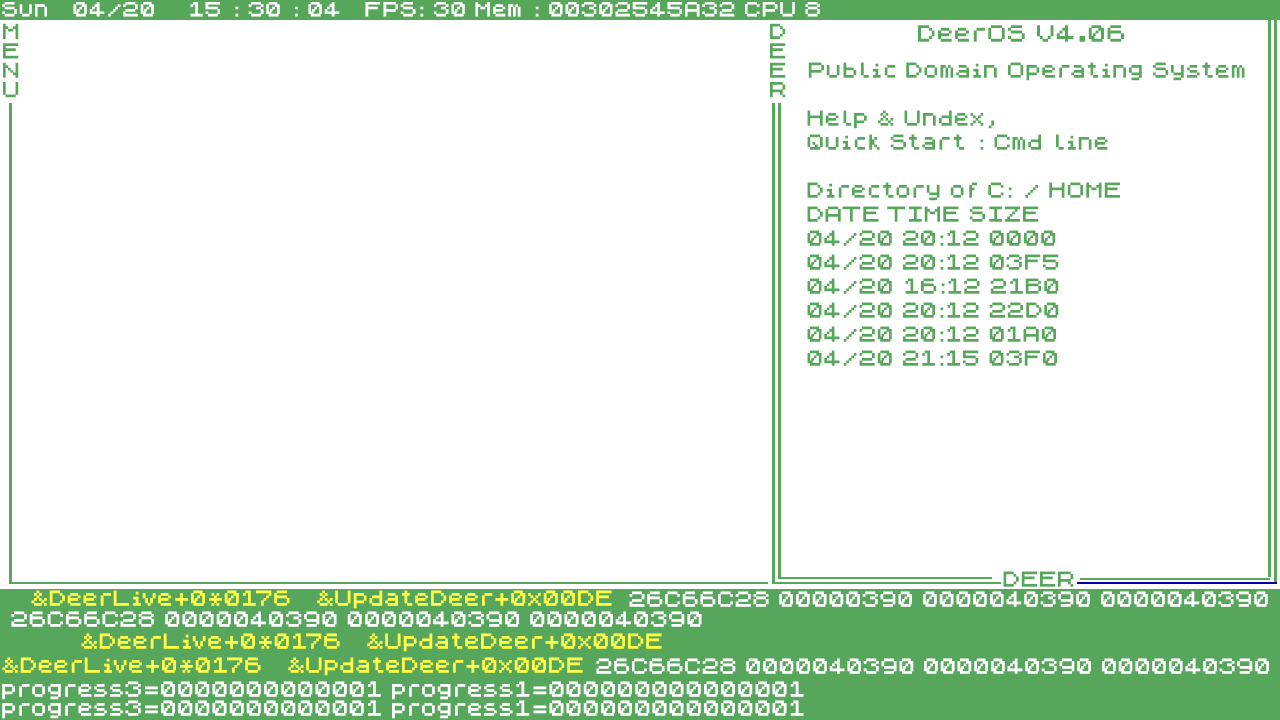 Sun 04/20 15 : 30 : 04 FPS: 30 Mem : 00302545A32 CPU 8
MENU
DEER
DeerOS V4.06
Public Domain Operating System
Help & Undex,
Quick Start : Cmd line
Directory of C: / HOME
DATE TIME SIZE
04/20 20:12 0000
04/20 20:12 03F5
04/20 16:12 21B0
04/20 20:12 22D0
04/20 20:12 01A0
04/20 21:15 03F0
DEER
&DeerLive+0*0176 &UpdateDeer+0x00DE 26C66C28 00000390 0000040390 0000040390
26C66C28 0000040390 0000040390 0000040390
&DeerLive+0*0176 &UpdateDeer+0x00DE
&DeerLive+0*0176 &UpdateDeer+0x00DE 26C66C28 0000040390 0000040390 0000040390
progress3=0000000000001 progress1=000000000000001
progress3=0000000000001 progress1=000000000000001